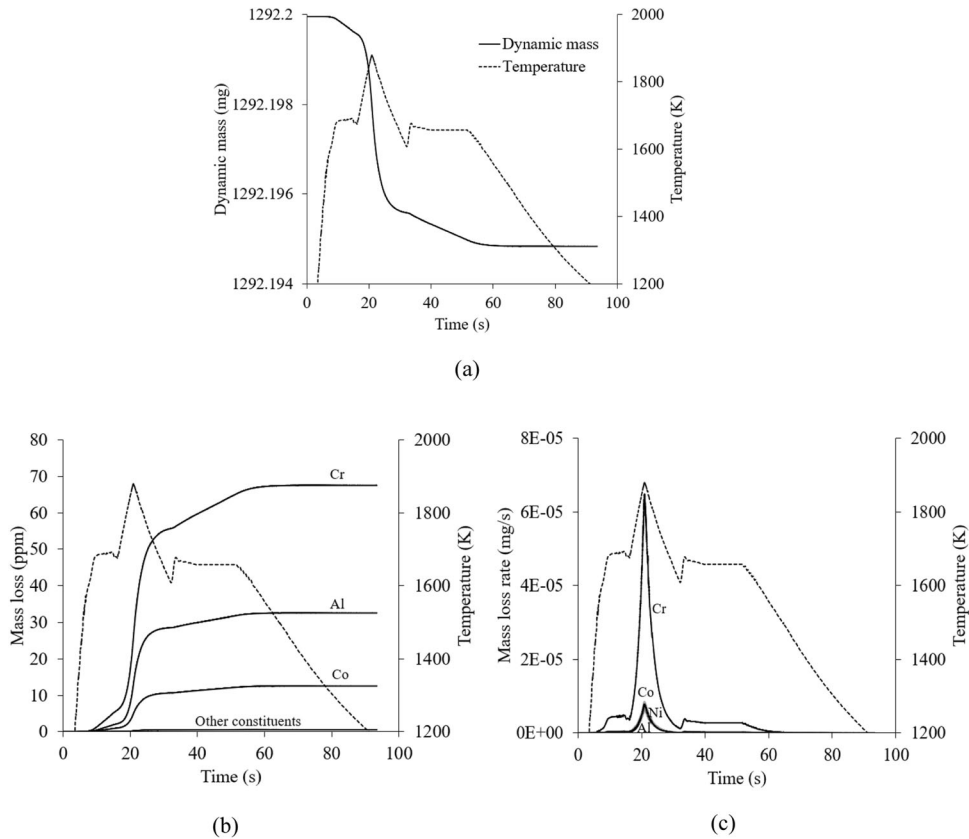 1292.2
1292.198
1292.196
1292.194
Dynamic mass (mg)
Dynamic mass
Temperature
2000
1800
1600
1400
1200
Temperature (K)
0 20 40 60 80 100
Time (s)
(a)
80
70
60
50
40
30
20
10
0
Mass loss (ppm)
Cr
Al
Co
Other constituents
2000
1800
1600
1400
1200
Temperature (K)
0 20 40 60 80 100
Time (s)
(b)
8E-05
6E-05
4E-05
2E-05
0E+00
Mass loss rate (mg/s)
Cr
Co
Ni
Al
2000
1800
1600
1400
1200
Temperature (K)
0 20 40 60 80 100
Time (s)
(c)